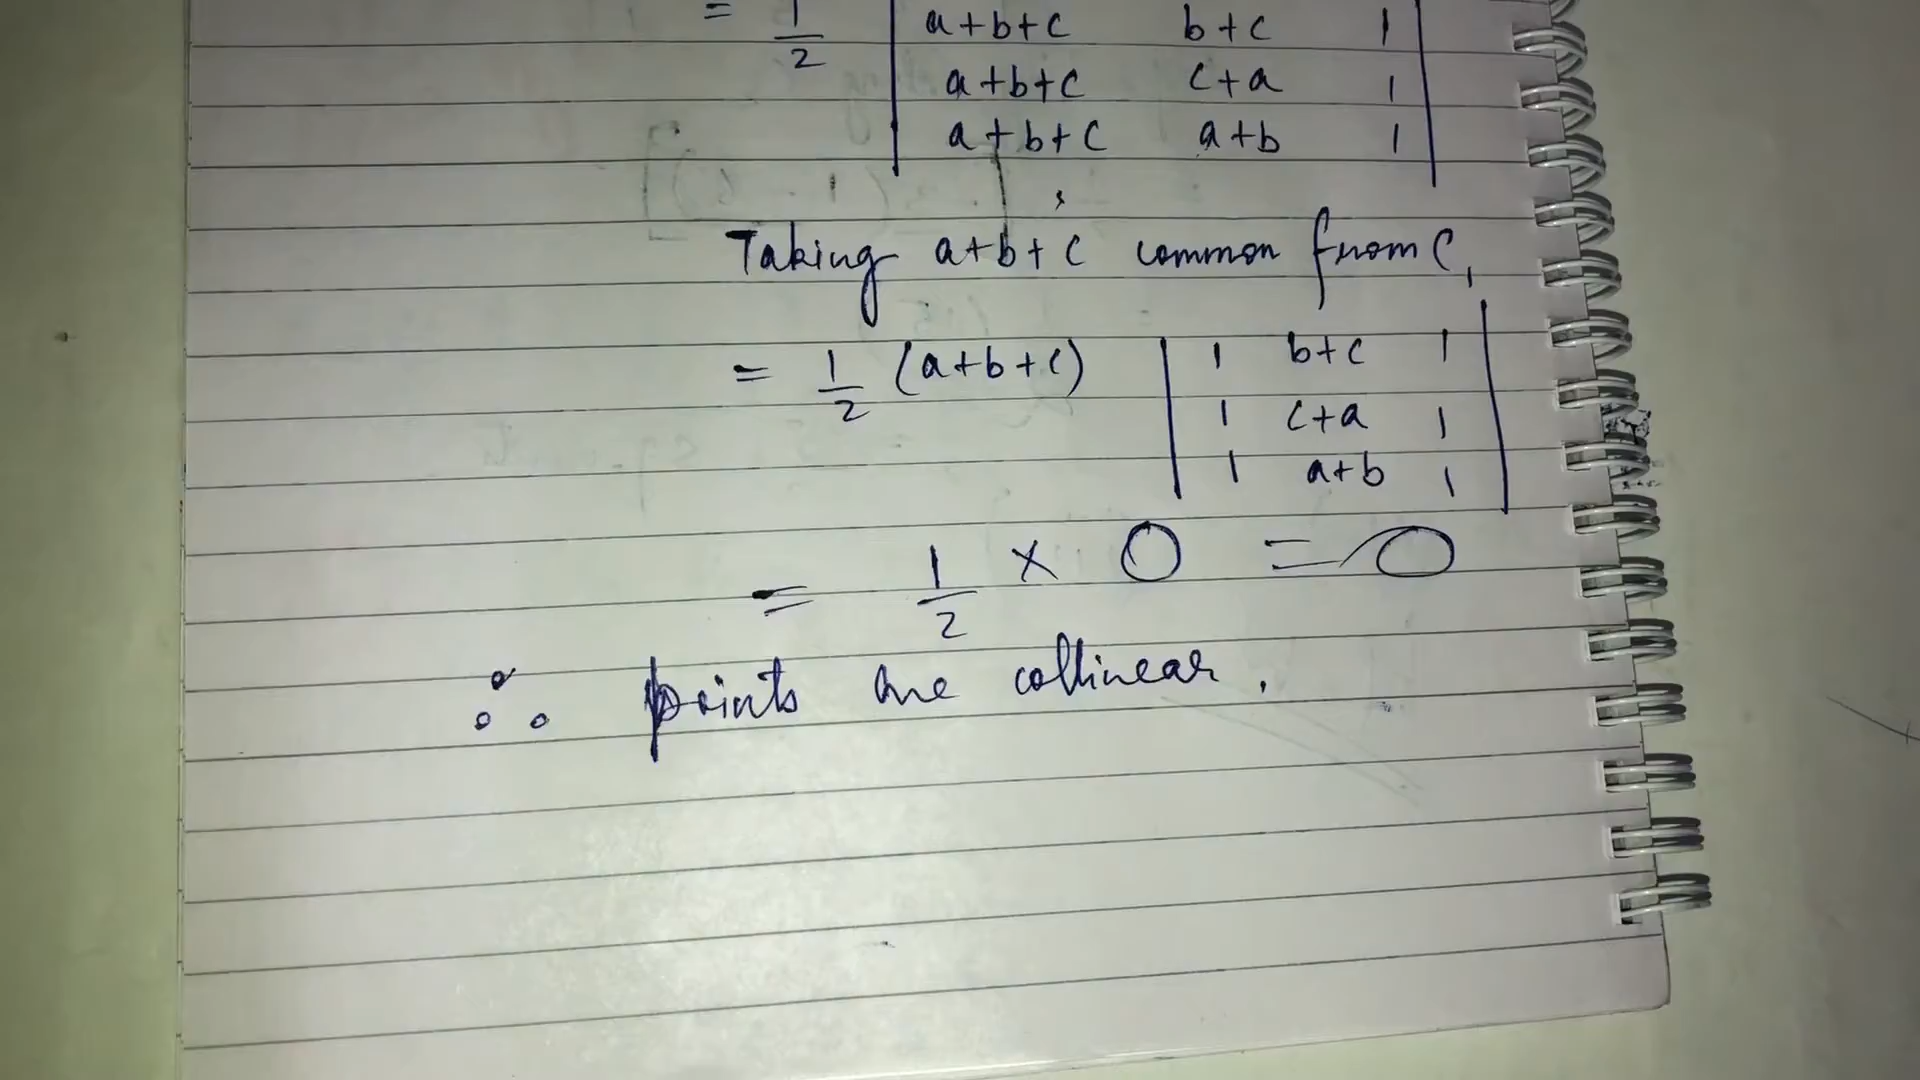 = 1/2 | a+b+c b+c 1 |
| a+b+c c+a 1 |
| a+b+c a+b 1 |
Taking a+b+c common from C1
= 1/2 (a+b+c) | 1 b+c 1 |
| 1 c+a 1 |
| 1 a+b 1 |
= 1/2 × 0 = 0
∴ points are collinear.